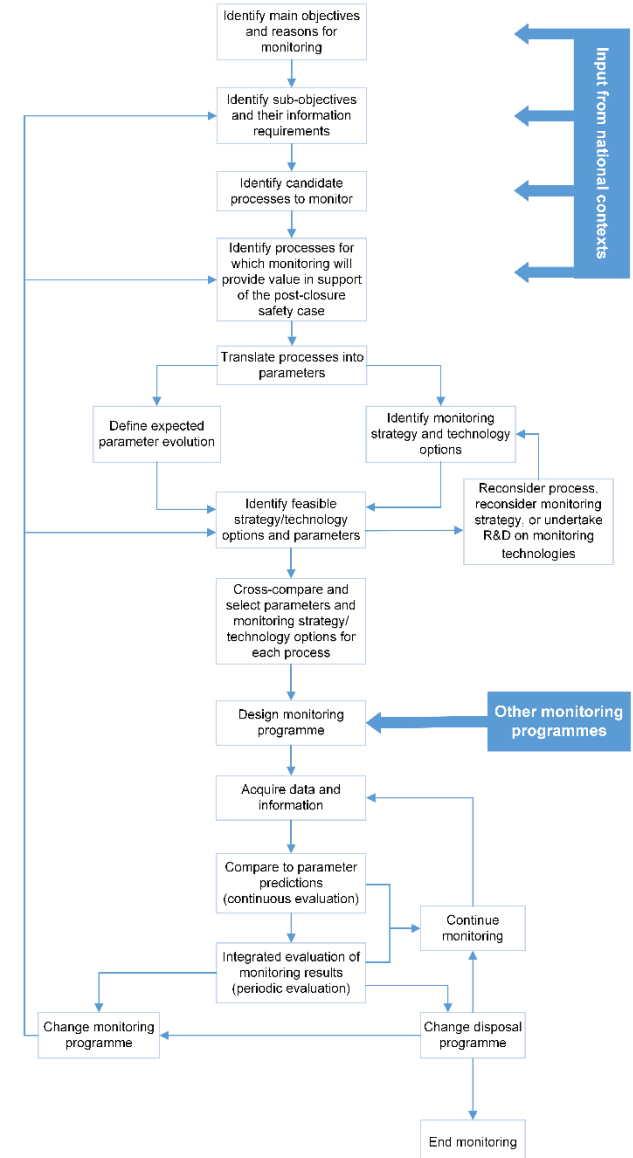 Identify main objectives
and reasons for
monitoring
Input from national contexts
Identify sub-objectives
and their information
requirements
Identify candidate
processes to monitor
Identify processes for
which monitoring will
provide value in support
of the post-closure
safety case
Translate processes into
parameters
Define expected
parameter evolution
Identify monitoring
strategy and technology
options
Identify feasible
strategy/technology
options and parameters
Reconsider process,
reconsider monitoring
strategy, or undertake
R&D on monitoring
technologies
Cross-compare and
select parameters and
monitoring strategy/
technology options for
each process
Design monitoring
programme
Other monitoring
programmes
Acquire data and
information
Compare to parameter
predictions
(continuous evaluation)
Continue
monitoring
Integrated evaluation of
monitoring results
(periodic evaluation)
Change monitoring
programme
Change disposal
programme
End monitoring